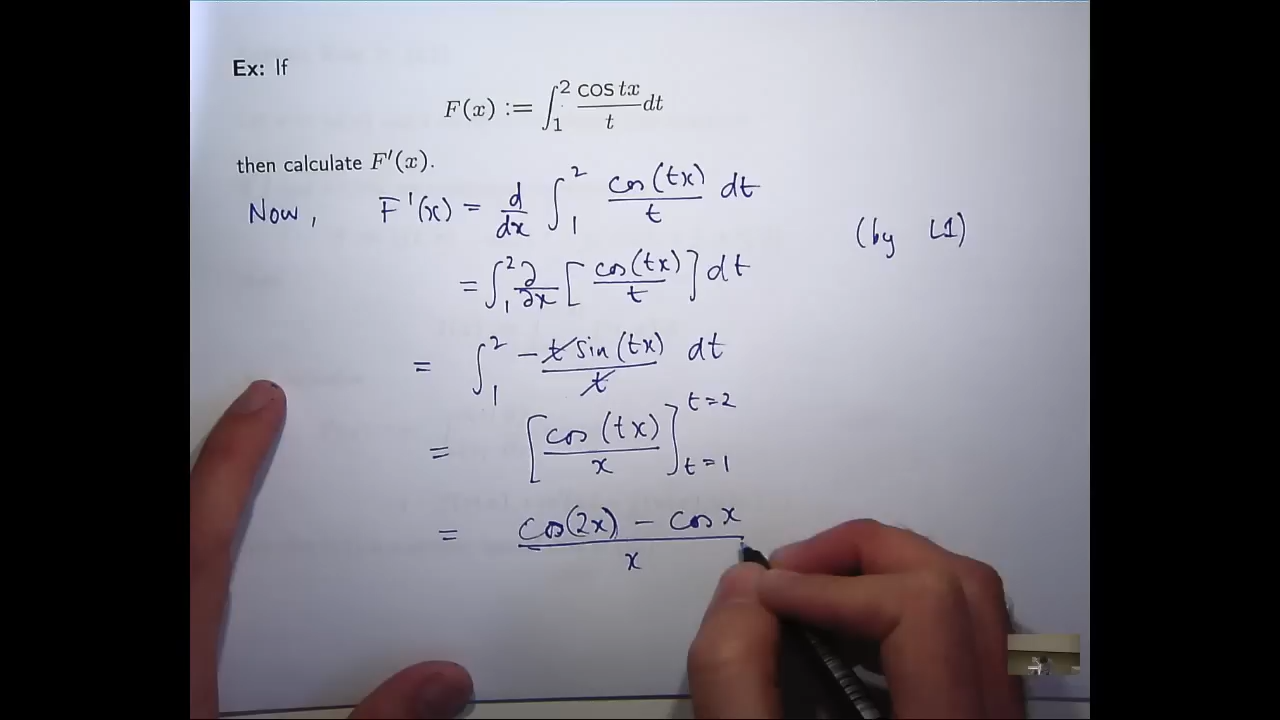 Ex: If
F(x) := ∫₁² cos tx / t dt
then calculate F′(x).
Now, F'(x) = d/dx ∫₁² cos(tx)/t dt
(by L1)
= ∫₁² ∂/∂x [cos(tx)/t] dt
= ∫₁² -t sin(tx)/t dt
= [cos(tx)/x] t=2 t=1
= cos(2x) - cos x / x